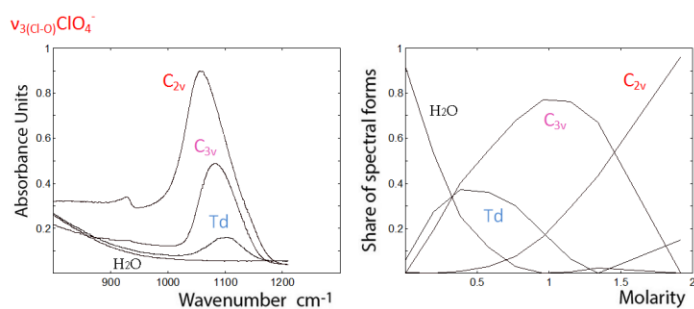 ν₃(Cl-O)ClO₄⁻
Absorbance Units
1
0.8
0.6
0.4
0.2
C₂ᵥ
C₃ᵥ
Td
H₂O
900
1000
1100
1200
Wavenumber cm⁻¹
Share of spectral forms
1
0.8
0.6
0.4
0.2
H₂O
C₂ᵥ
C₃ᵥ
Td
0.5
1
1.5
2
Molarity